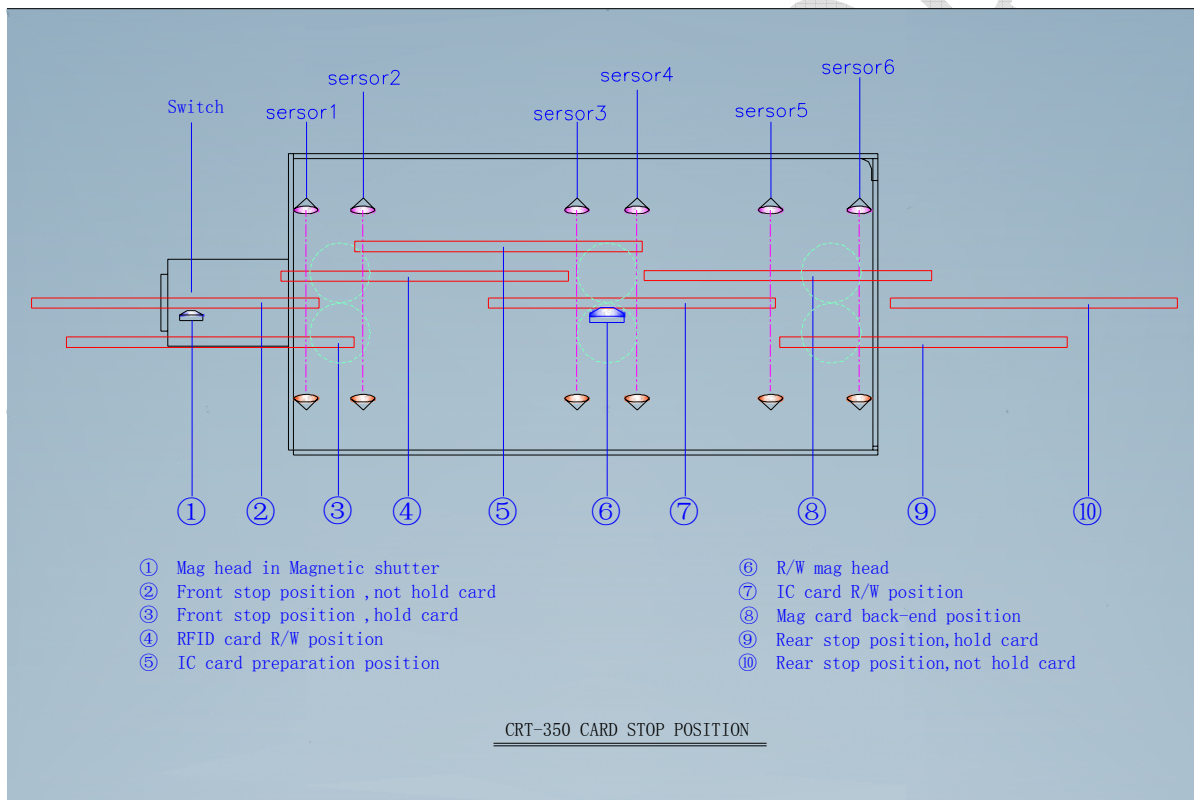 sersor6
sersor4
sersor2
Switch
sersor1
sersor3
sersor5
① ② ③ ④ ⑤ ⑥ ⑦ ⑧ ⑨ ⑩
① Mag head in Magnetic shutter
② Front stop position ,not hold card
③ Front stop position ,hold card
④ RFID card R/W position
⑤ IC card preparation position
⑥ R/W mag head
⑦ IC card R/W position
⑧ Mag card back-end position
⑨ Rear stop position,hold card
⑩ Rear stop position,not hold card
CRT-350 CARD STOP POSITION